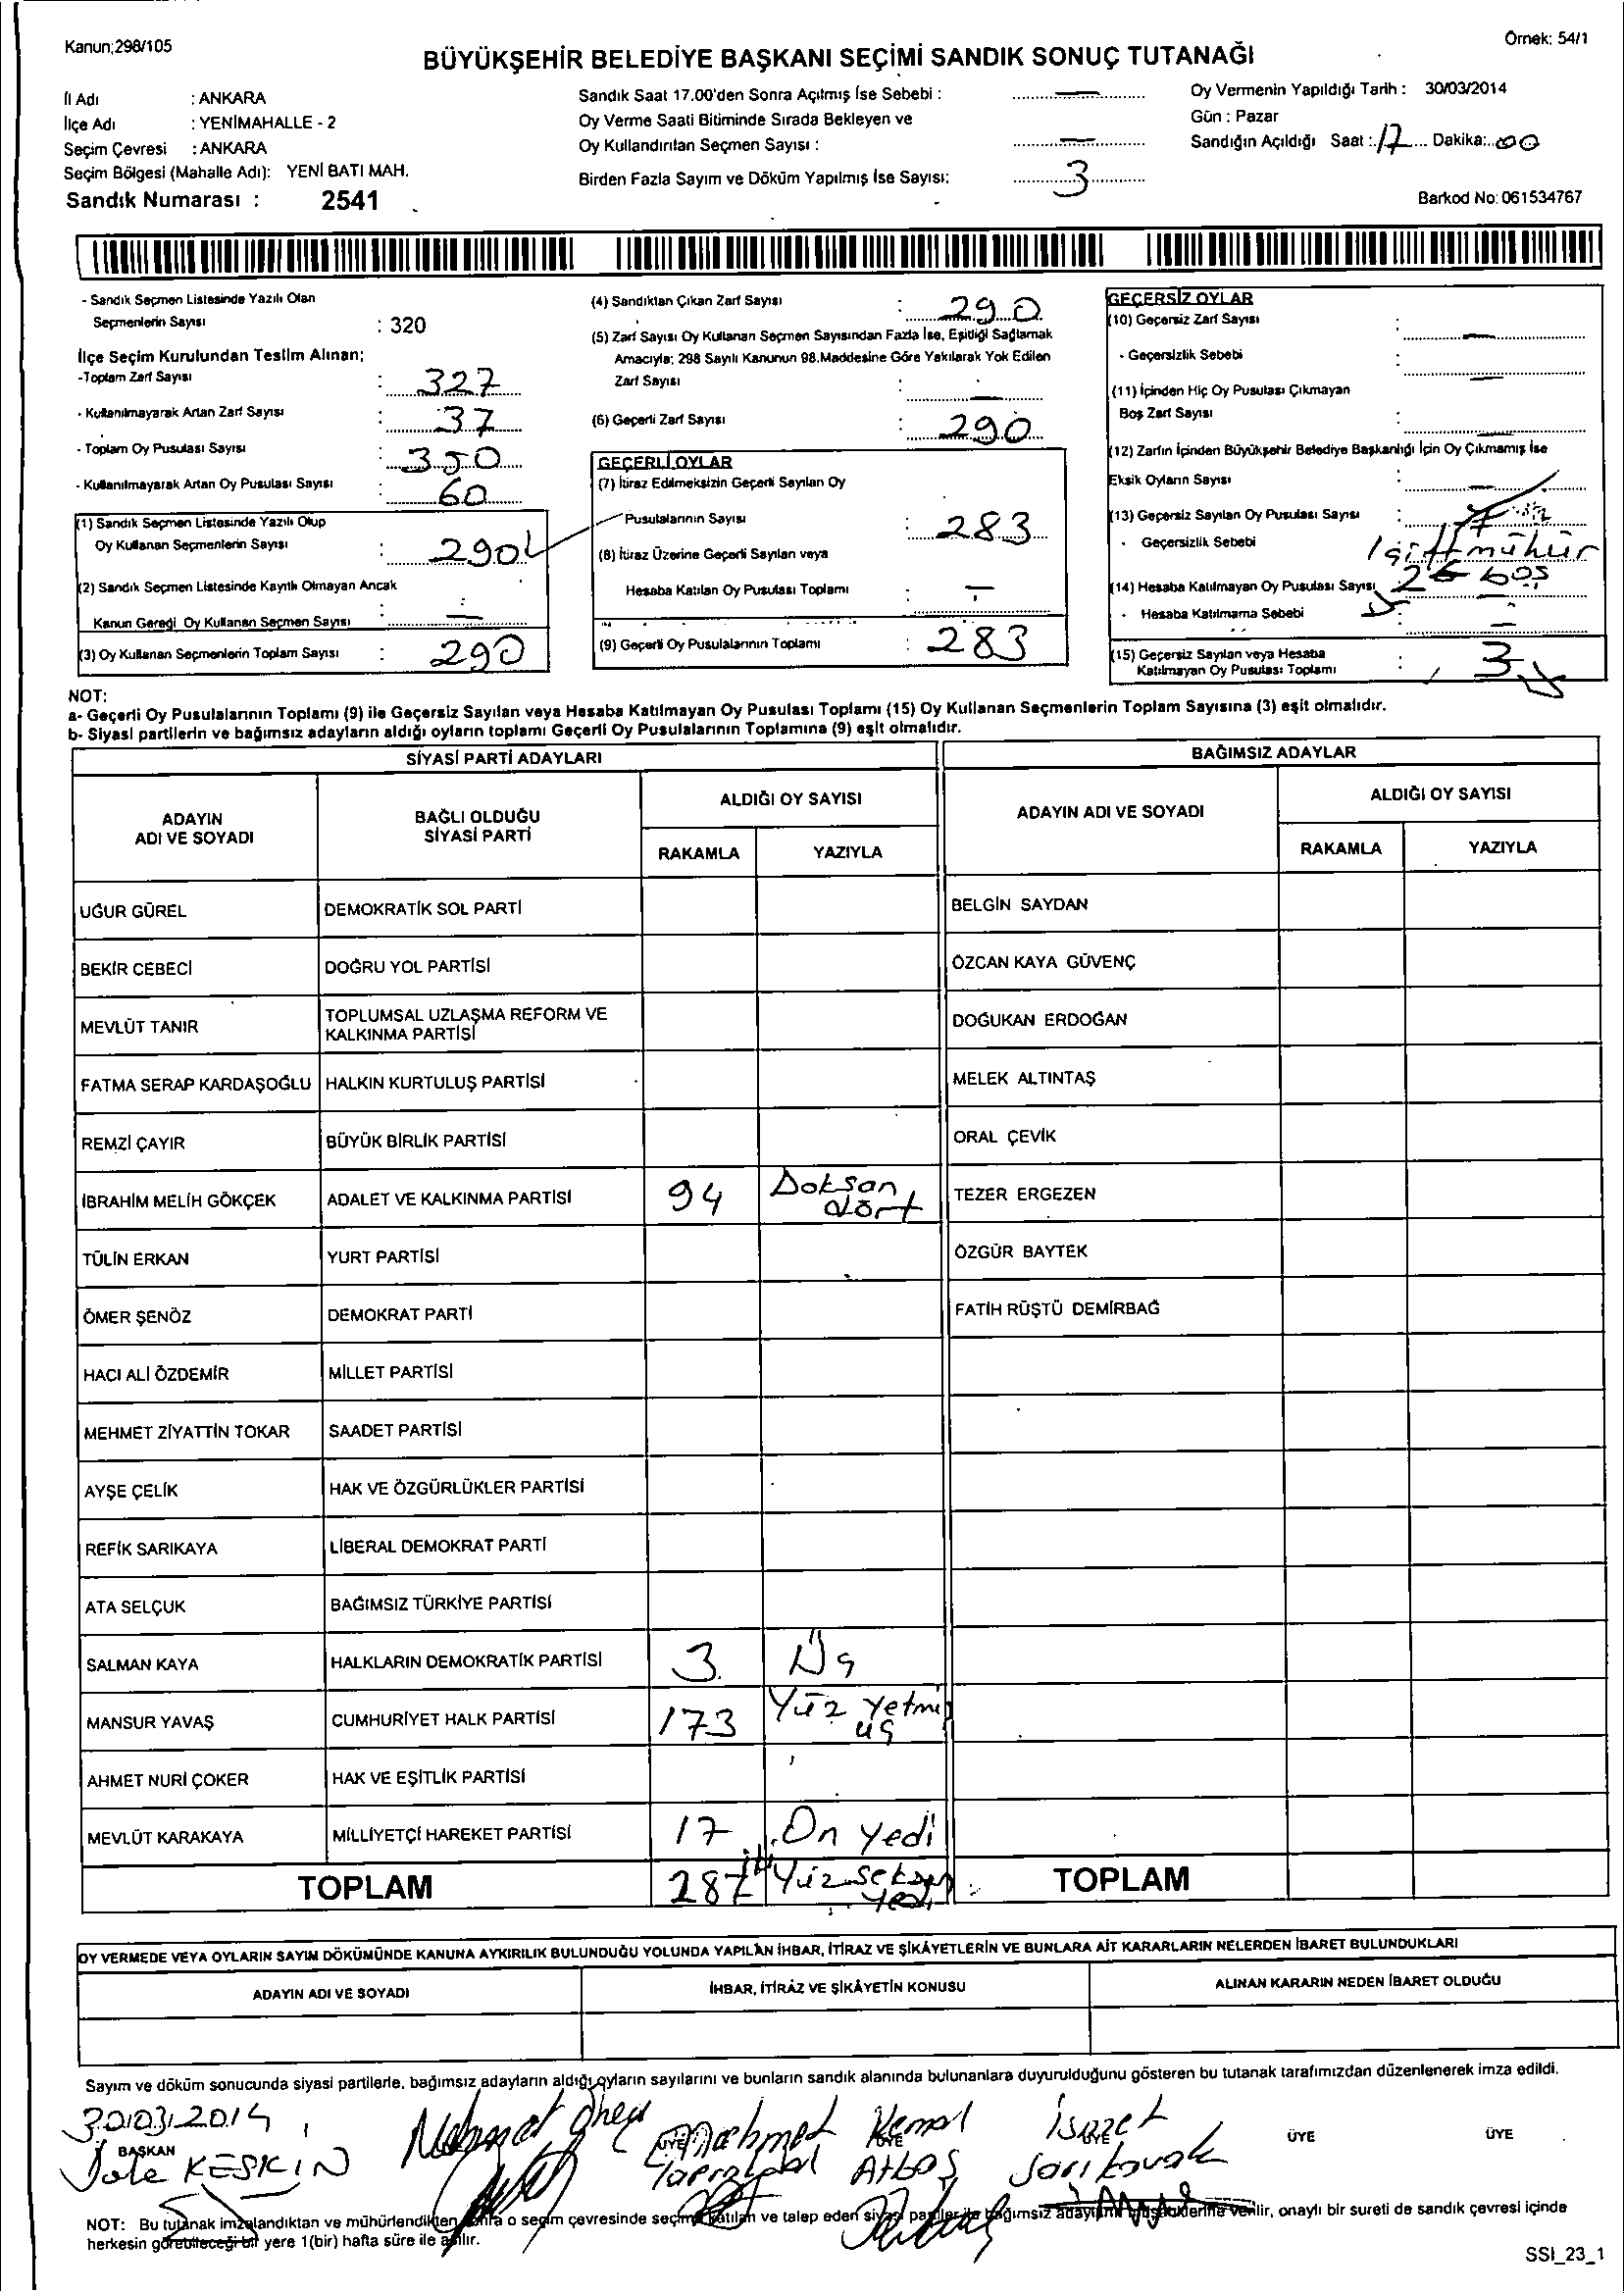 Kanun;298/105
Örnek: 54/1
BÜYÜKŞEHİR BELEDİYE BAŞKANI SEÇİMİ SANDIK SONUÇ TUTANAĞI
İl Adı : ANKARA
İlçe Adı : YENİMAHALLE - 2
Seçim Çevresi : ANKARA
Seçim Bölgesi (Mahalle Adı): YENİ BATI MAH.
Sandık Numarası : 2541
Sandık Saat 17.00'den Sonra Açılmış İse Sebebi : —
Oy Verme Saati Bitiminde Sırada Bekleyen ve
Oy Kullandırılan Seçmen Sayısı : —
Birden Fazla Sayım ve Döküm Yapılmış İse Sayısı: 3
Oy Vermenin Yapıldığı Tarih : 30/03/2014
Gün : Pazar
Sandığın Açıldığı Saat : 17 Dakika: 00
Barkod No: 061534767
- Sandık Seçmen Listesinde Yazılı Olan
Seçmenlerin Sayısı : 320
İlçe Seçim Kurulundan Teslim Alınan:
-Toplam Zarf Sayısı : 327
- Kullanılmayarak Artan Zarf Sayısı : 37
- Toplam Oy Pusulası Sayısı : 350
- Kullanılmayarak Artan Oy Pusulası Sayısı : 60
(1) Sandık Seçmen Listesinde Yazılı Olup
Oy Kullanan Seçmenlerin Sayısı : 290
(2) Sandık Seçmen Listesinde Kayıtlı Olmayan Ancak
Kanun Gereği Oy Kullanan Seçmen Sayısı : —
(3) Oy Kullanan Seçmenlerin Toplam Sayısı : 290
(4) Sandıktan Çıkan Zarf Sayısı : 290
(5) Zarf Sayısı Oy Kullanan Seçmen Sayısından Fazla İse, Eşitliği Sağlamak
Amacıyla; 298 Sayılı Kanunun 98.Maddesine Göre Yakılarak Yok Edilen
Zarf Sayısı : —
(6) Geçerli Zarf Sayısı : 290
GEÇERLİ OYLAR
(7) İtiraz Edilmeksizin Geçerli Sayılan Oy
Pusulalarının Sayısı : 283
(8) İtiraz Üzerine Geçerli Sayılan veya
Hesaba Katılan Oy Pusulası Toplamı : —
(9) Geçerli Oy Pusulalarının Toplamı : 283
GEÇERSİZ OYLAR
(10) Geçersiz Zarf Sayısı : —
- Geçersizlik Sebebi : —
(11) İçinden Hiç Oy Pusulası Çıkmayan
Boş Zarf Sayısı : —
(12) Zarfın İçinden Büyükşehir Belediye Başkanlığı İçin Oy Çıkmamış İse
Eksik Oyların Sayısı : —
(13) Geçersiz Sayılan Oy Pusulası Sayısı :
- Geçersizlik Sebebi 1 çift mühür
(14) Hesaba Katılmayan Oy Pusulası Sayısı 2 boş
- Hesaba Katılmama Sebebi —
(15) Geçersiz Sayılan veya Hesaba
Katılmayan Oy Pusulası Toplamı : 3
NOT:
a- Geçerli Oy Pusulalarının Toplamı (9) ile Geçersiz Sayılan veya Hesaba Katılmayan Oy Pusulası Toplamı (15) Oy Kullanan Seçmenlerin Toplam Sayısına (3) eşit olmalıdır.
b- Siyasi partilerin ve bağımsız adayların aldığı oyların toplamı Geçerli Oy Pusulalarının Toplamına (9) eşit olmalıdır.
SİYASİ PARTİ ADAYLARI
BAĞIMSIZ ADAYLAR
ADAYIN
ADI VE SOYADI
BAĞLI OLDUĞU
SİYASİ PARTİ
ALDIĞI OY SAYISI
RAKAMLA YAZIYLA
ADAYIN ADI VE SOYADI
ALDIĞI OY SAYISI
RAKAMLA YAZIYLA
UĞUR GÜREL DEMOKRATİK SOL PARTİ BELGİN SAYDAN
BEKİR CEBECİ DOĞRU YOL PARTİSİ ÖZCAN KAYA GÜVENÇ
MEVLÜT TANIR TOPLUMSAL UZLAŞMA REFORM VE
KALKINMA PARTİSİ DOĞUKAN ERDOĞAN
FATMA SERAP KARDAŞOĞLU HALKIN KURTULUŞ PARTİSİ MELEK ALTINTAŞ
REMZİ ÇAYIR BÜYÜK BİRLİK PARTİSİ ORAL ÇEVİK
İBRAHİM MELİH GÖKÇEK ADALET VE KALKINMA PARTİSİ 94 Doksan
dört TEZER ERGEZEN
TÜLİN ERKAN YURT PARTİSİ ÖZGÜR BAYTEK
ÖMER ŞENÖZ DEMOKRAT PARTİ FATİH RÜŞTÜ DEMİRBAĞ
HACI ALİ ÖZDEMİR MİLLET PARTİSİ
MEHMET ZİYATTİN TOKAR SAADET PARTİSİ
AYŞE ÇELİK HAK VE ÖZGÜRLÜKLER PARTİSİ
REFİK SARIKAYA LİBERAL DEMOKRAT PARTİ
ATA SELÇUK BAĞIMSIZ TÜRKİYE PARTİSİ
SALMAN KAYA HALKLARIN DEMOKRATİK PARTİSİ 3 Üç
MANSUR YAVAŞ CUMHURİYET HALK PARTİSİ 173 Yüz Yetmiş
üç
AHMET NURİ ÇOKER HAK VE EŞİTLİK PARTİSİ
MEVLÜT KARAKAYA MİLLİYETÇİ HAREKET PARTİSİ 17 On yedi
TOPLAM 287 iki Yüz Seksen
yedi TOPLAM
OY VERMEDE VEYA OYLARIN SAYIM DÖKÜMÜNDE KANUNA AYKIRILIK BULUNDUĞU YOLUNDA YAPILAN İHBAR, İTİRAZ VE ŞİKAYETLERİN VE BUNLARA AİT KARARLARIN NELERDEN İBARET BULUNDUKLARI
ADAYIN ADI VE SOYADI İHBAR, İTİRAZ VE ŞİKAYETİN KONUSU ALINAN KARARIN NEDEN İBARET OLDUĞU
Sayım ve döküm sonucunda siyasi partilerle, bağımsız adayların aldığı oyların sayılarını ve bunların sandık alanında bulunanlara duyurulduğunu gösteren bu tutanak tarafımızdan düzenlenerek imza edildi.
30.03.2014
BAŞKAN ÜYE ÜYE ÜYE ÜYE ÜYE
Jale KESKİN
Mehmet
Mehmet
Kemal
Akbaş
İsmet
Sarıkavak
NOT: Bu tutanak imzalandıktan ve mühürlendikten sonra o seçim çevresinde seçime katılan ve talep eden siyasi partiler ile bağımsız adayların müşahitlerine verilir, onaylı bir sureti de sandık çevresi içinde
herkesin görebileceği bir yere 1(bir) hafta süre ile asılır.
SSI_23_1